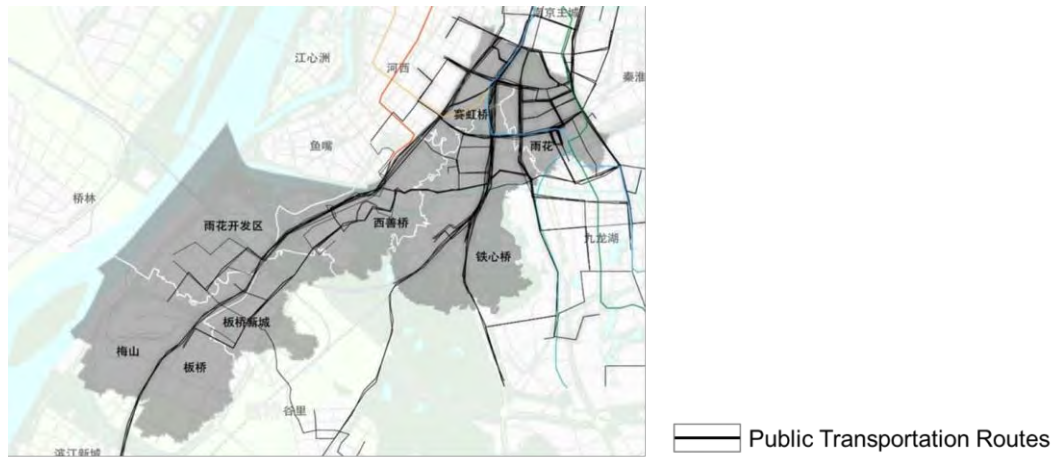 南京主城
江心洲
河西
秦淮
赛虹桥
鱼嘴
雨花
桥林
雨花开发区
西善桥
九龙湖
铁心桥
板桥新城
梅山
板桥
谷里
滨江新城
Public Transportation Routes